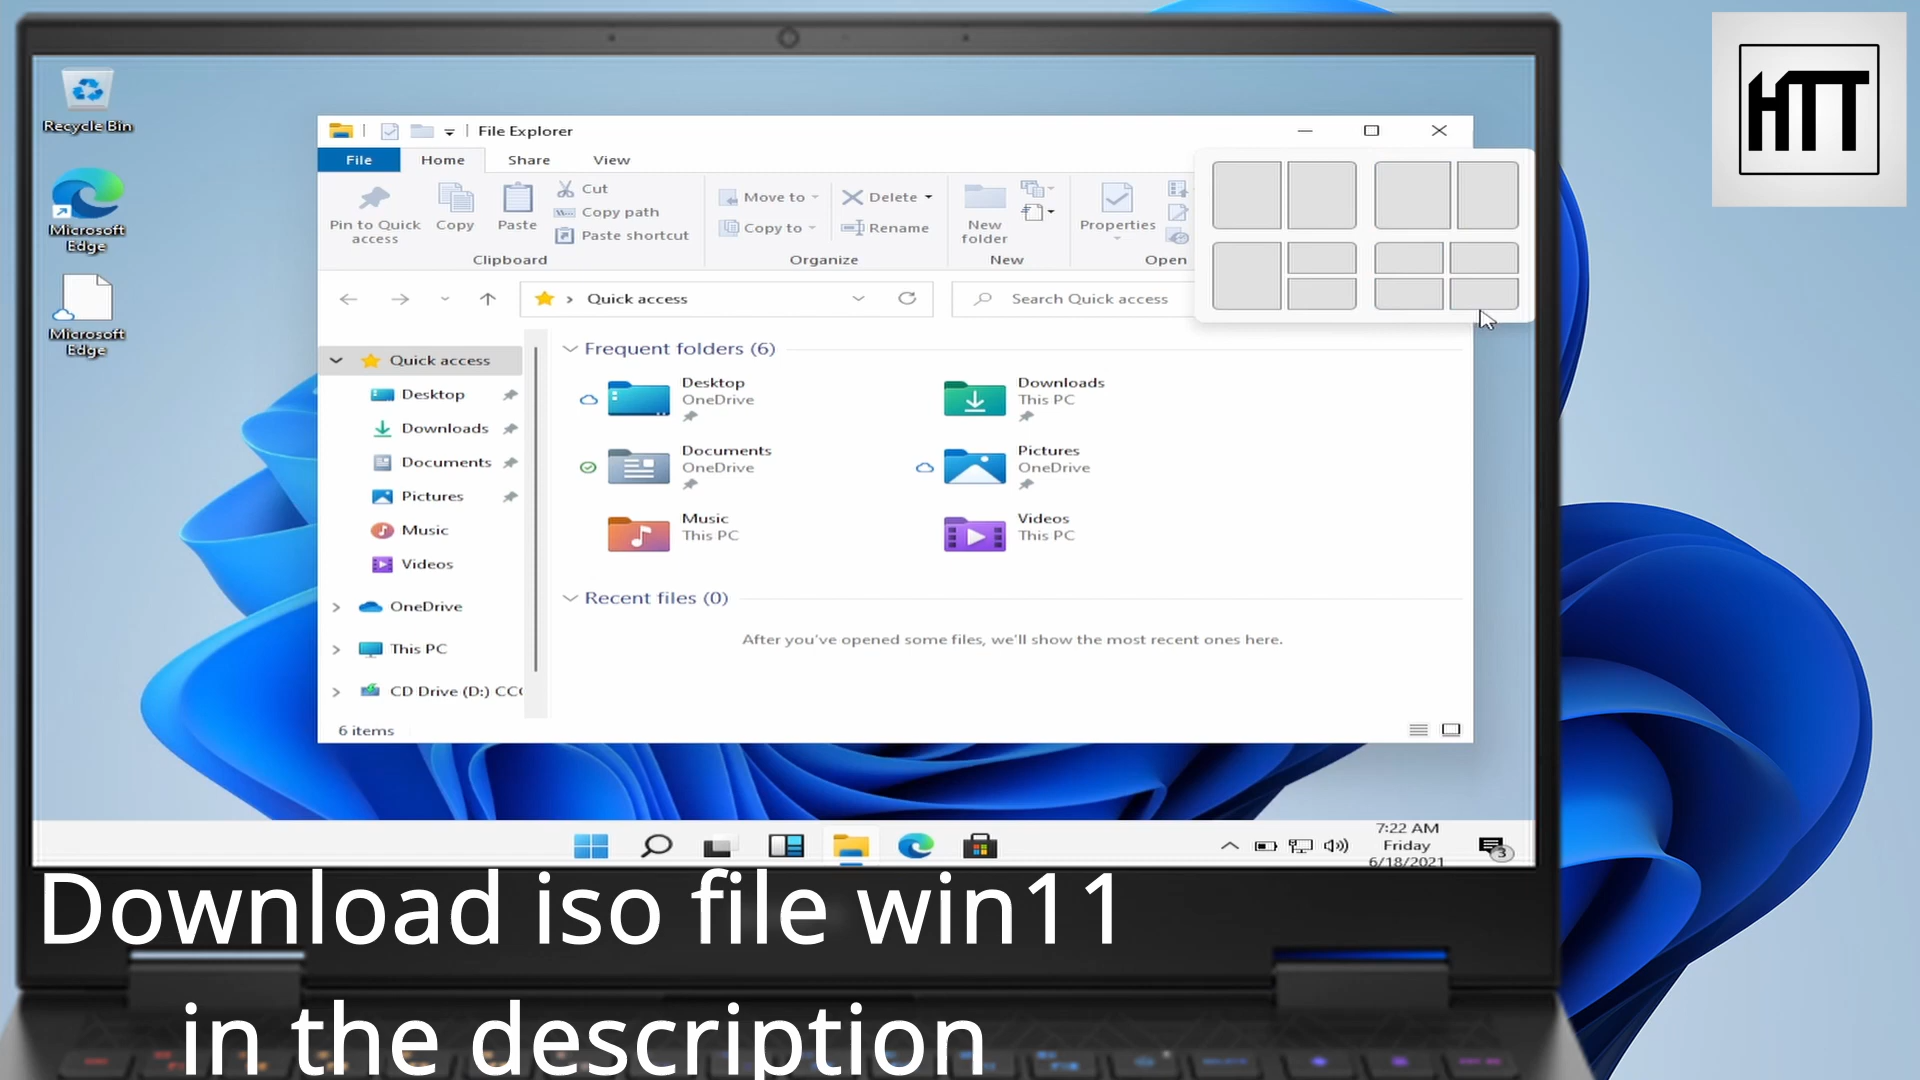 HTT
Recycle Bin
Microsoft
Edge
Microsoft
Edge
File Explorer
File
Home
Share
View
Pin to Quick
access
Copy
Paste
Cut
Copy path
Paste shortcut
Clipboard
Move to
Copy to
Delete
Rename
Organize
New
folder
New
Properties
Open
Quick access
Search Quick access
Quick access
Desktop
Downloads
Documents
Pictures
Music
Videos
OneDrive
This PC
CD Drive (D:) CC
Frequent folders (6)
Desktop
OneDrive
Downloads
This PC
Documents
OneDrive
Pictures
OneDrive
Music
This PC
Videos
This PC
Recent files (0)
After you've opened some files, we'll show the most recent ones here.
6 items
7:22 AM
Friday
6/18/2021
3
Download iso file win11
in the description